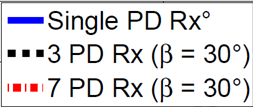 Single PD Rx°
3 PD Rx (β = 30°)
7 PD Rx (β = 30°)